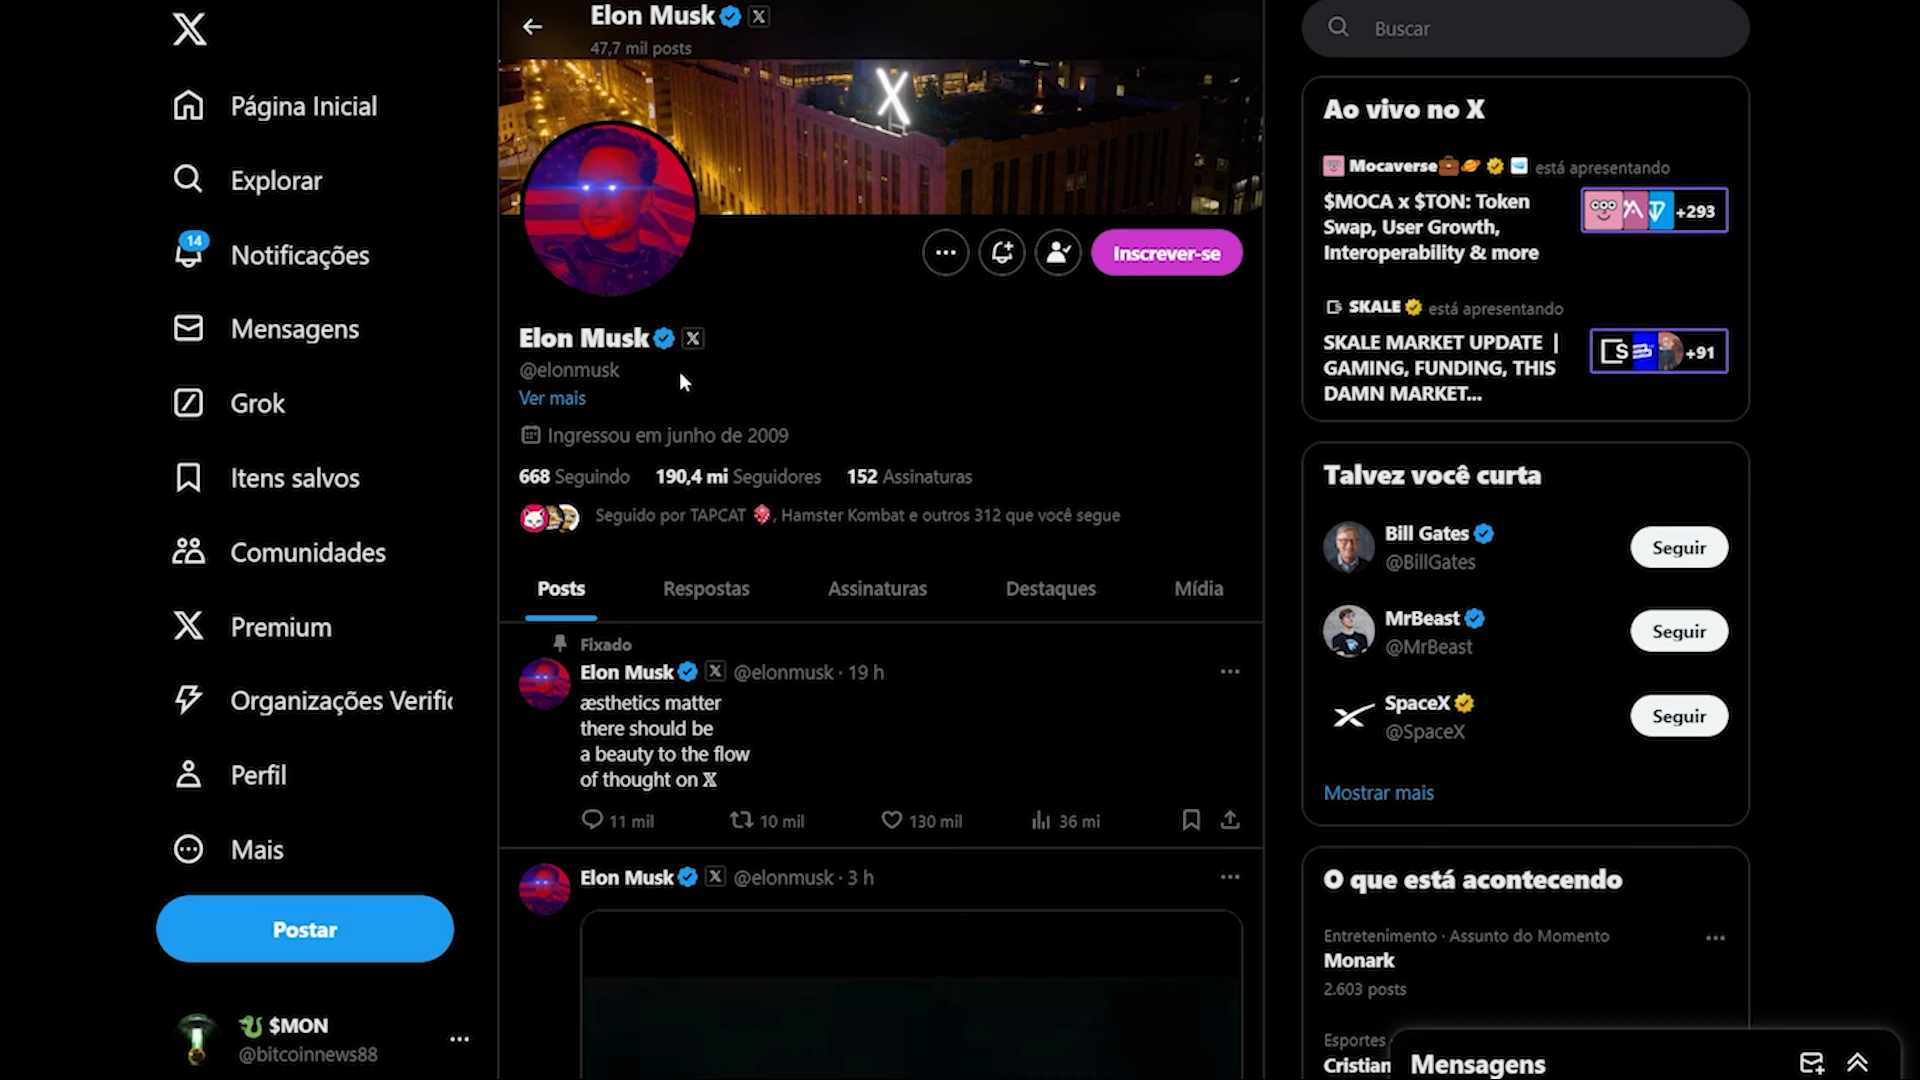 Página Inicial
Explorar
14
Notificações
Mensagens
Grok
Itens salvos
Comunidades
Premium
Organizações Verific
Perfil
Mais
Postar
$MON
@bitcoinnews88
Elon Musk
47,7 mil posts
X
Inscrever-se
Elon Musk
@elonmusk
Ver mais
Ingressou em junho de 2009
668 Seguindo 190,4 mi Seguidores 152 Assinaturas
Seguido por TAPCAT , Hamster Kombat e outros 312 que você segue
Posts Respostas Assinaturas Destaques Mídia
Fixado
Elon Musk @elonmusk · 19 h
æsthetics matter
there should be
a beauty to the flow
of thought on 𝕏
11 mil 10 mil 130 mil 36 mi
Elon Musk @elonmusk · 3 h
Buscar
Ao vivo no X
Mocaverse está apresentando
$MOCA x $TON: Token
Swap, User Growth,
Interoperability & more
+293
SKALE está apresentando
SKALE MARKET UPDATE |
GAMING, FUNDING, THIS
DAMN MARKET...
+91
Talvez você curta
Bill Gates
@BillGates
Seguir
MrBeast
@MrBeast
Seguir
SpaceX
@SpaceX
Seguir
Mostrar mais
O que está acontecendo
Entretenimento · Assunto do Momento
Monark
2.603 posts
Esportes ·
Cristian
Mensagens